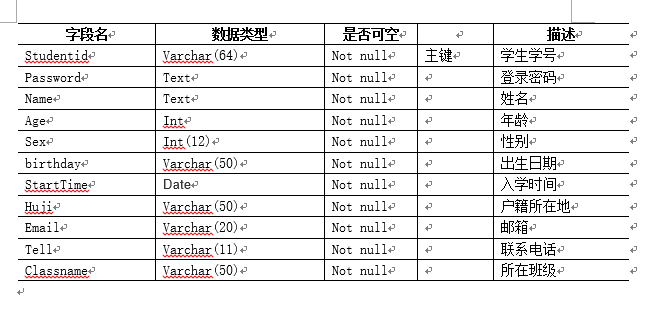 字段名 数据类型 是否可空 描述
Studentid Varchar(64) Not null 主键 学生学号
Password Text Not null 登录密码
Name Text Not null 姓名
Age Int Not null 年龄
Sex Int(12) Not null 性别
birthday Varchar(50) Not null 出生日期
StartTime Date Not null 入学时间
Huji Varchar(50) Not null 户籍所在地
Email Varchar(20) Not null 邮箱
Tell Varchar(11) Not null 联系电话
Classname Varchar(50) Not null 所在班级